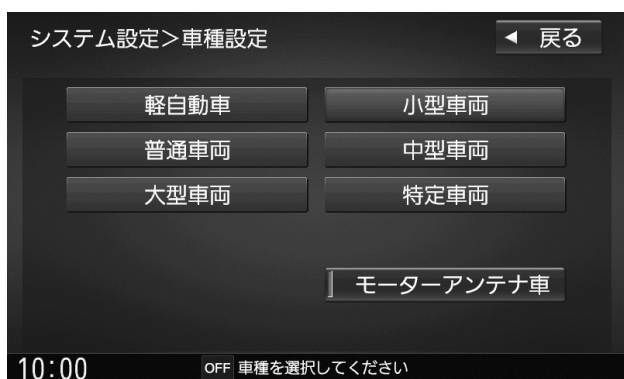 システム設定＞車種設定
◀ 戻る
軽自動車
小型車両
普通車両
中型車両
大型車両
特定車両
モーターアンテナ車
10:00
OFF 車種を選択してください